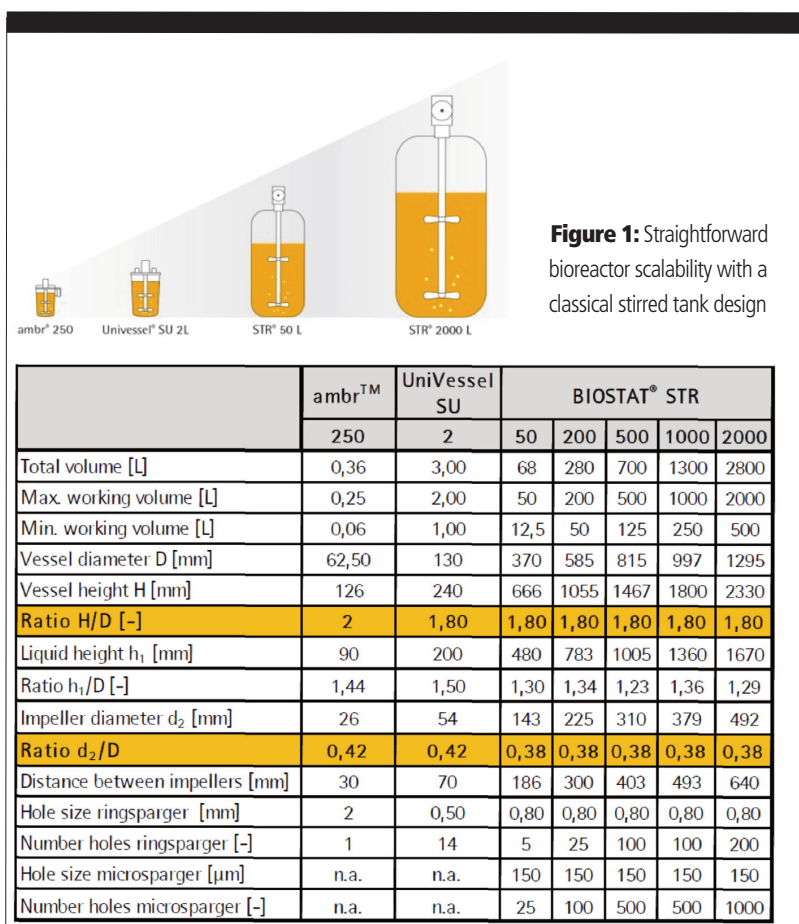 Figure 1: Straightforward
bioreactor scalability with a
classical stirred tank design
ambr® 250
Univessel® SU 2L
STR® 50 L
STR® 2000 L
ambr™ UniVessel SU BIOSTAT® STR
250 2 50 200 500 1000 2000
Total volume [L] 0,36 3,00 68 280 700 1300 2800
Max. working volume [L] 0,25 2,00 50 200 500 1000 2000
Min. working volume [L] 0,06 1,00 12,5 50 125 250 500
Vessel diameter D [mm] 62,50 130 370 585 815 997 1295
Vessel height H [mm] 126 240 666 1055 1467 1800 2330
Ratio H/D [-] 2 1,80 1,80 1,80 1,80 1,80 1,80
Liquid height h₁ [mm] 90 200 480 783 1005 1360 1670
Ratio h₁/D [-] 1,44 1,50 1,30 1,34 1,23 1,36 1,29
Impeller diameter d₂ [mm] 26 54 143 225 310 379 492
Ratio d₂/D 0,42 0,42 0,38 0,38 0,38 0,38 0,38
Distance between impellers [mm] 30 70 186 300 403 493 640
Hole size ringsparger [mm] 2 0,50 0,80 0,80 0,80 0,80 0,80
Number holes ringsparger [-] 1 14 5 25 100 100 200
Hole size microsparger [µm] n.a. n.a. 150 150 150 150 150
Number holes microsparger [-] n.a. n.a. 25 100 500 500 1000